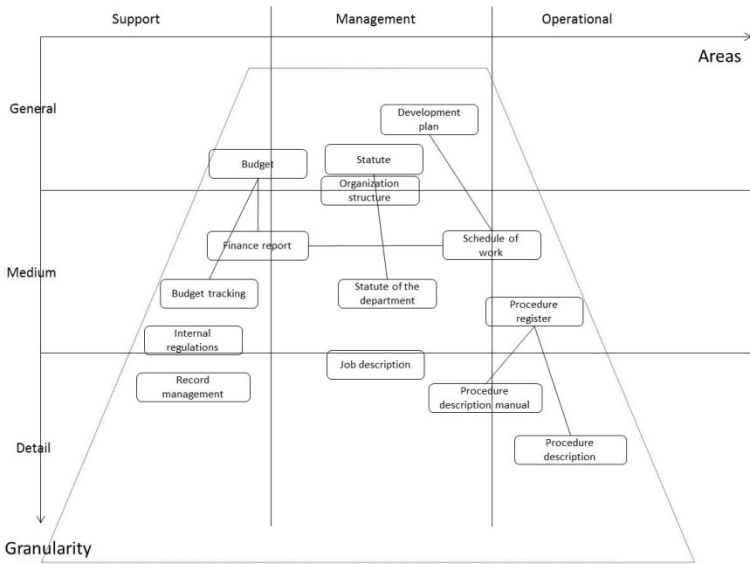 Support
Management
Operational
Areas
General
Development
plan
Budget
Statute
Organization
structure
Finance report
Schedule of
work
Medium
Budget tracking
Statute of the
department
Procedure
register
Internal
regulations
Job description
Record
management
Procedure
description manual
Detail
Procedure
description
Granularity